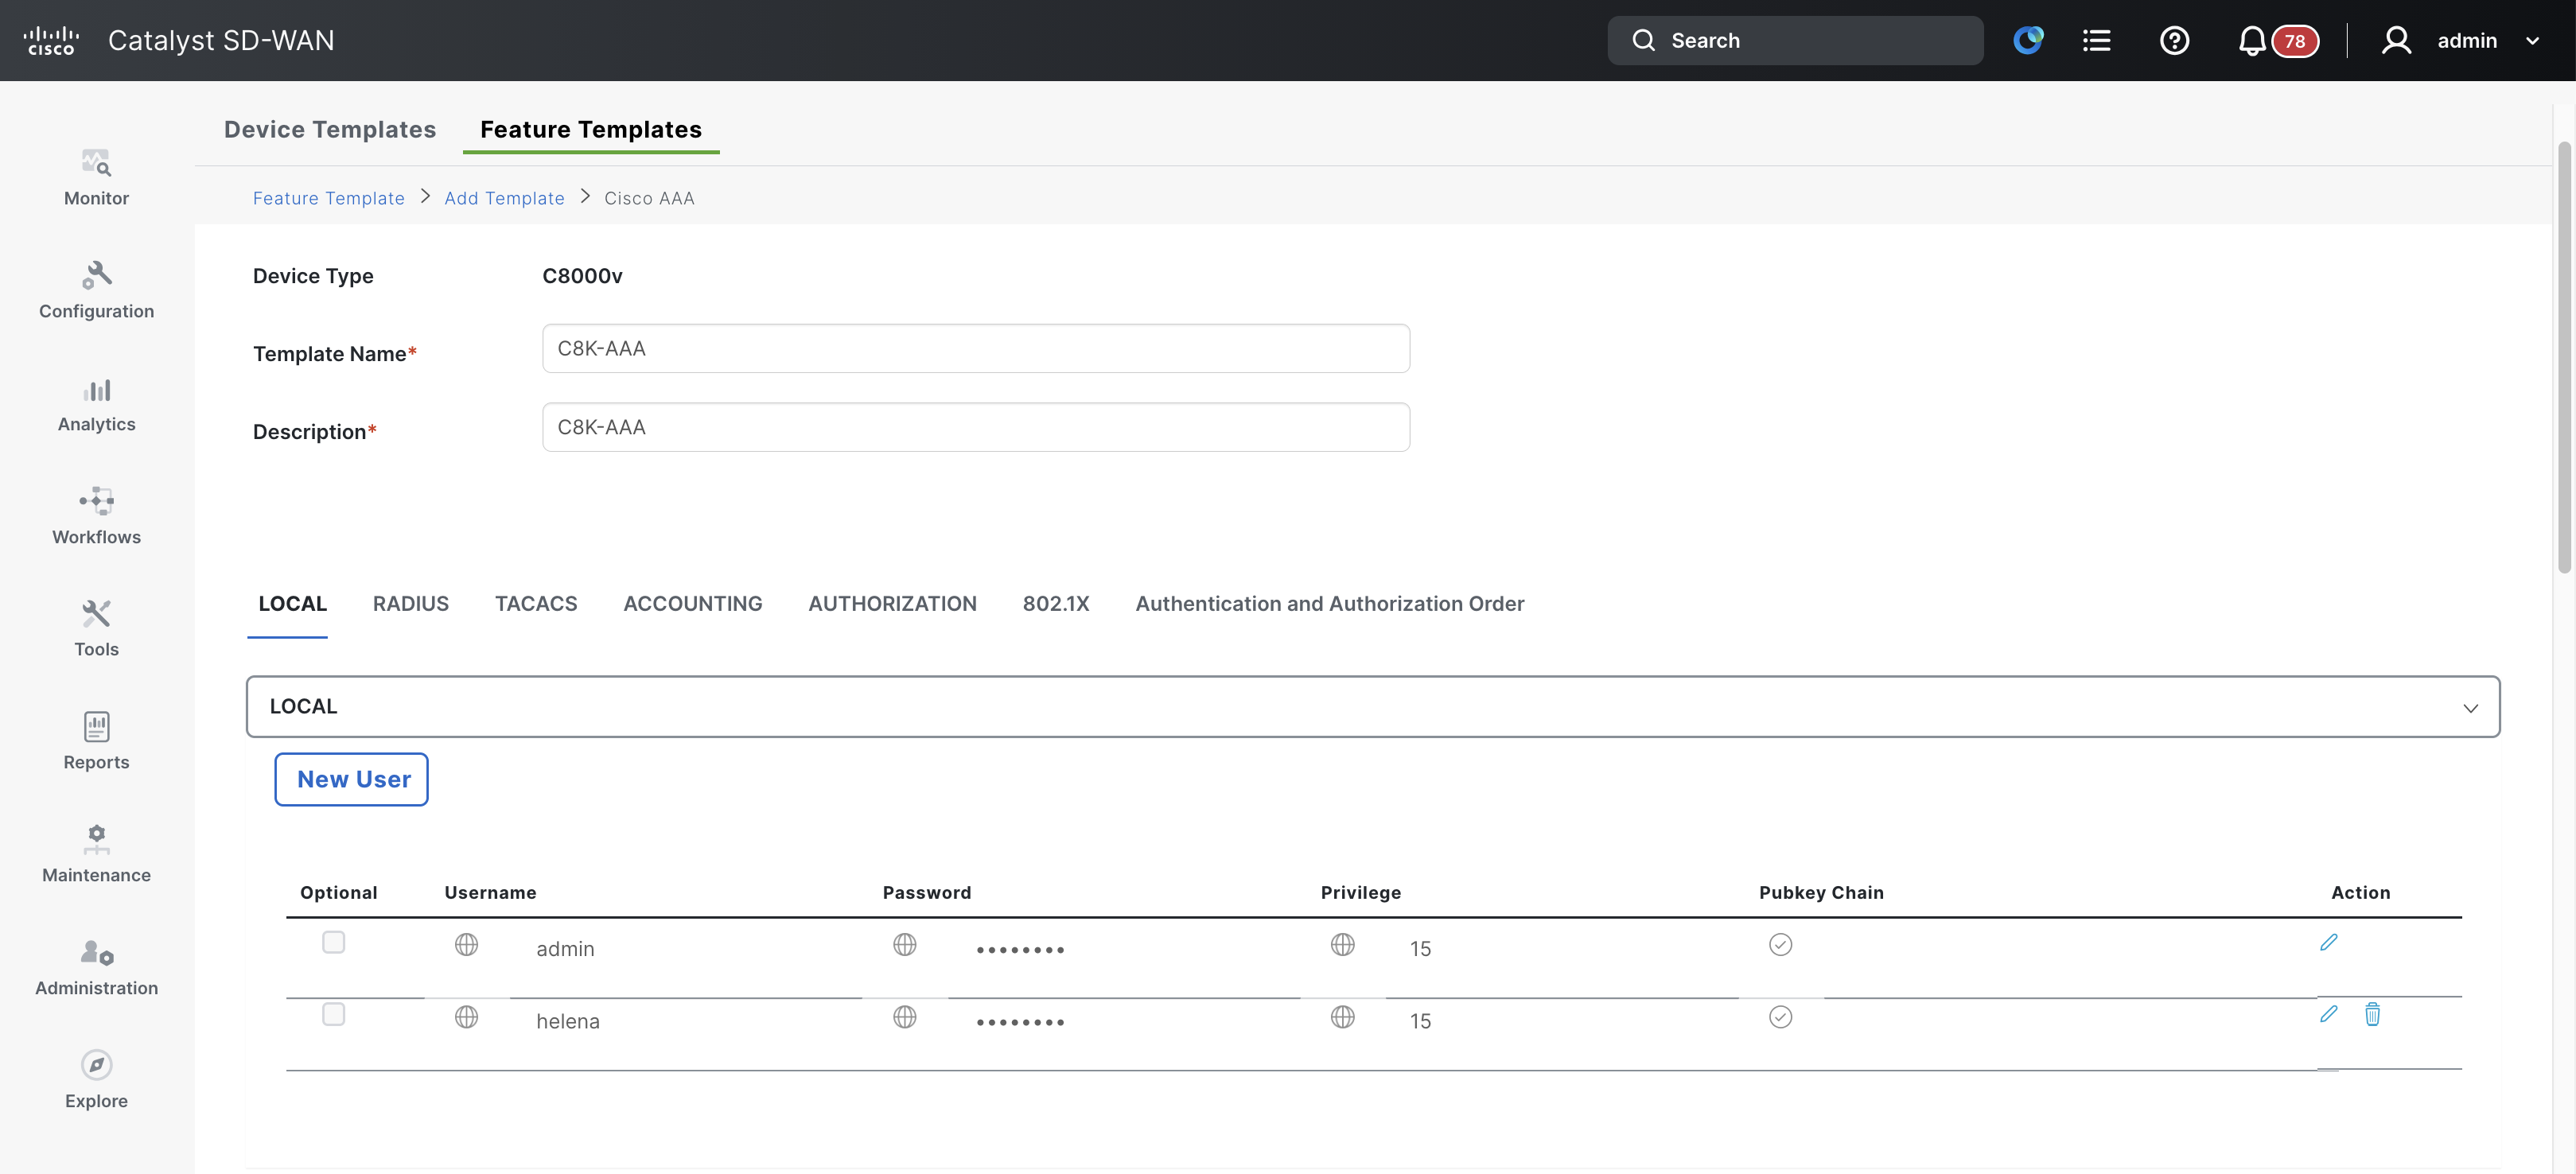 cisco Catalyst SD-WAN Search 78 admin
Device Templates Feature Templates
Feature Template > Add Template > Cisco AAA
Monitor
Configuration
Analytics
Workflows
Tools
Reports
Maintenance
Administration
Explore
Device Type C8000v
Template Name* C8K-AAA
Description* C8K-AAA
LOCAL RADIUS TACACS ACCOUNTING AUTHORIZATION 802.1X Authentication and Authorization Order
LOCAL
New User
Optional Username Password Privilege Pubkey Chain Action
admin •••••••• 15
helena •••••••• 15